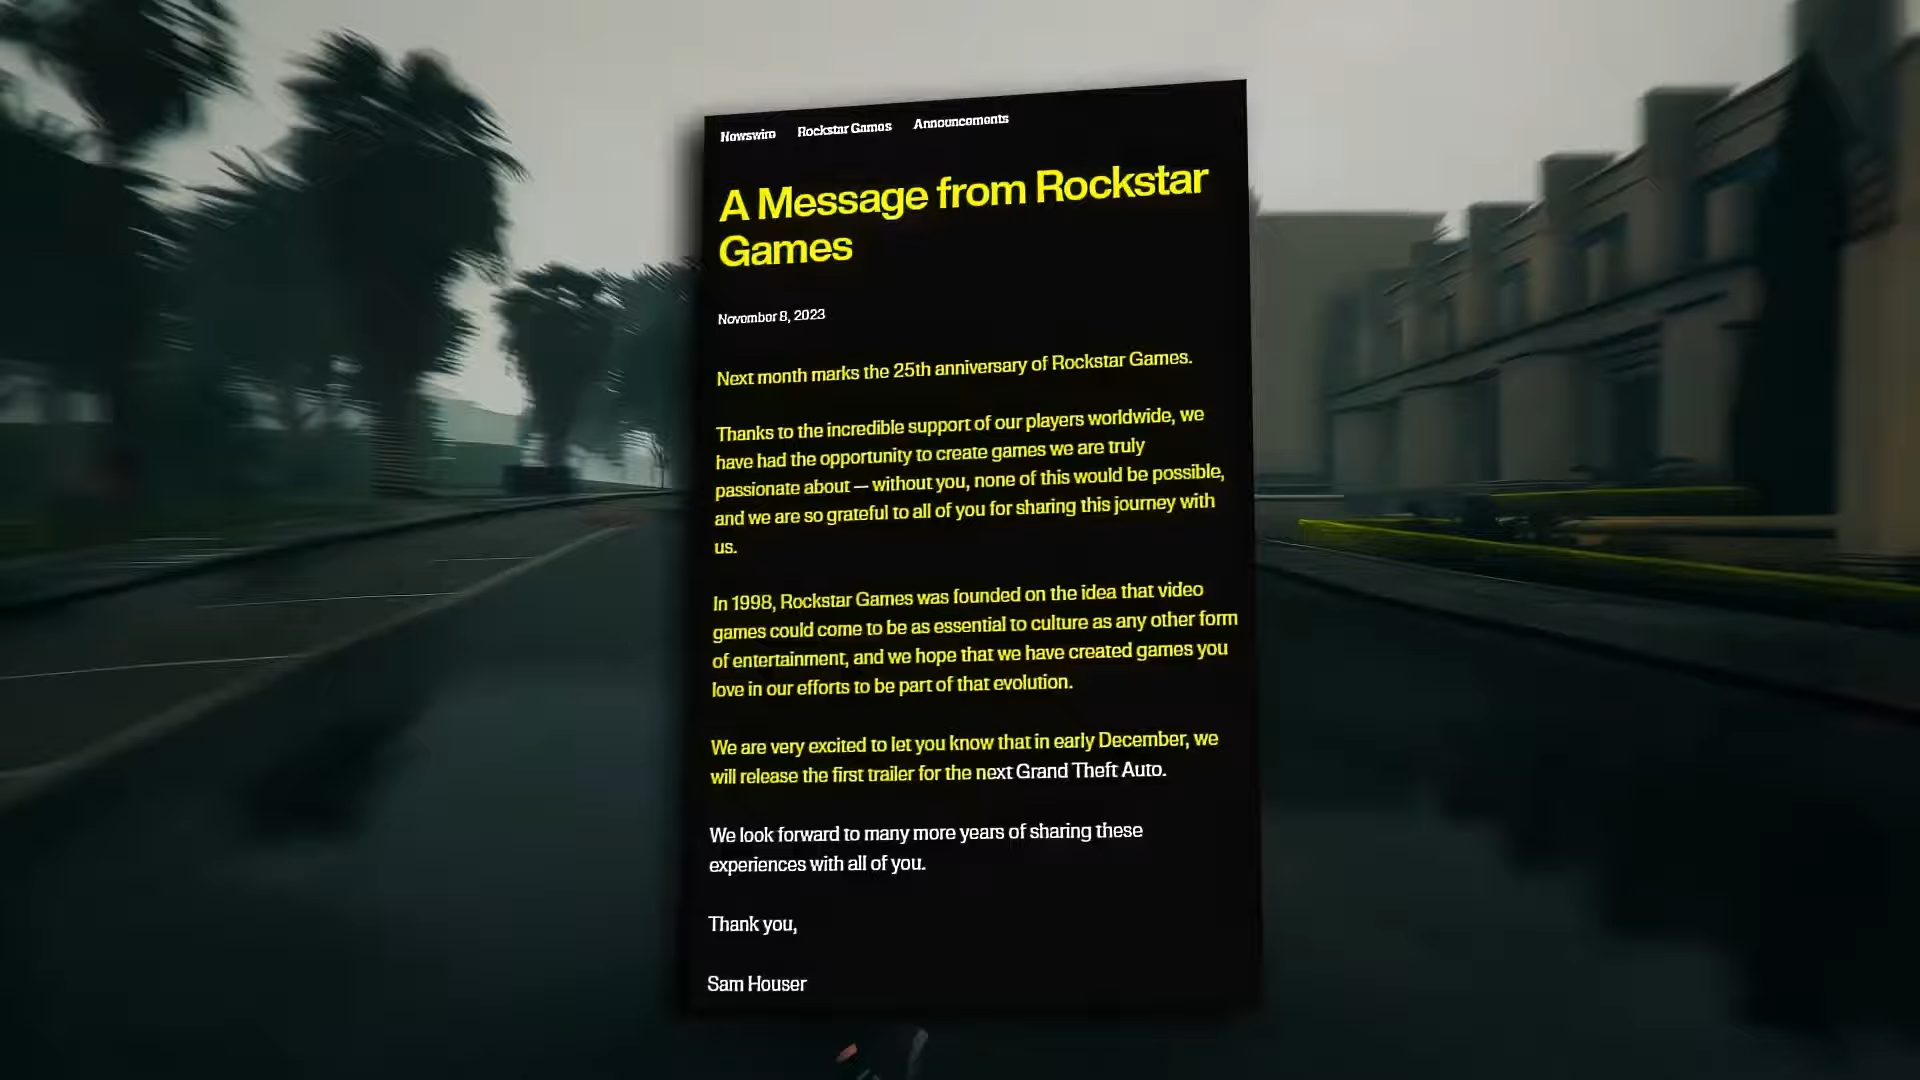 Newswire Rockstar Games Announcements
A Message from Rockstar
Games
November 8, 2023
Next month marks the 25th anniversary of Rockstar Games.
Thanks to the incredible support of our players worldwide, we
have had the opportunity to create games we are truly
passionate about — without you, none of this would be possible,
and we are so grateful to all of you for sharing this journey with
us.
In 1998, Rockstar Games was founded on the idea that video
games could come to be as essential to culture as any other form
of entertainment, and we hope that we have created games you
love in our efforts to be part of that evolution.
We are very excited to let you know that in early December, we
will release the first trailer for the next Grand Theft Auto.
We look forward to many more years of sharing these
experiences with all of you.
Thank you,
Sam Houser